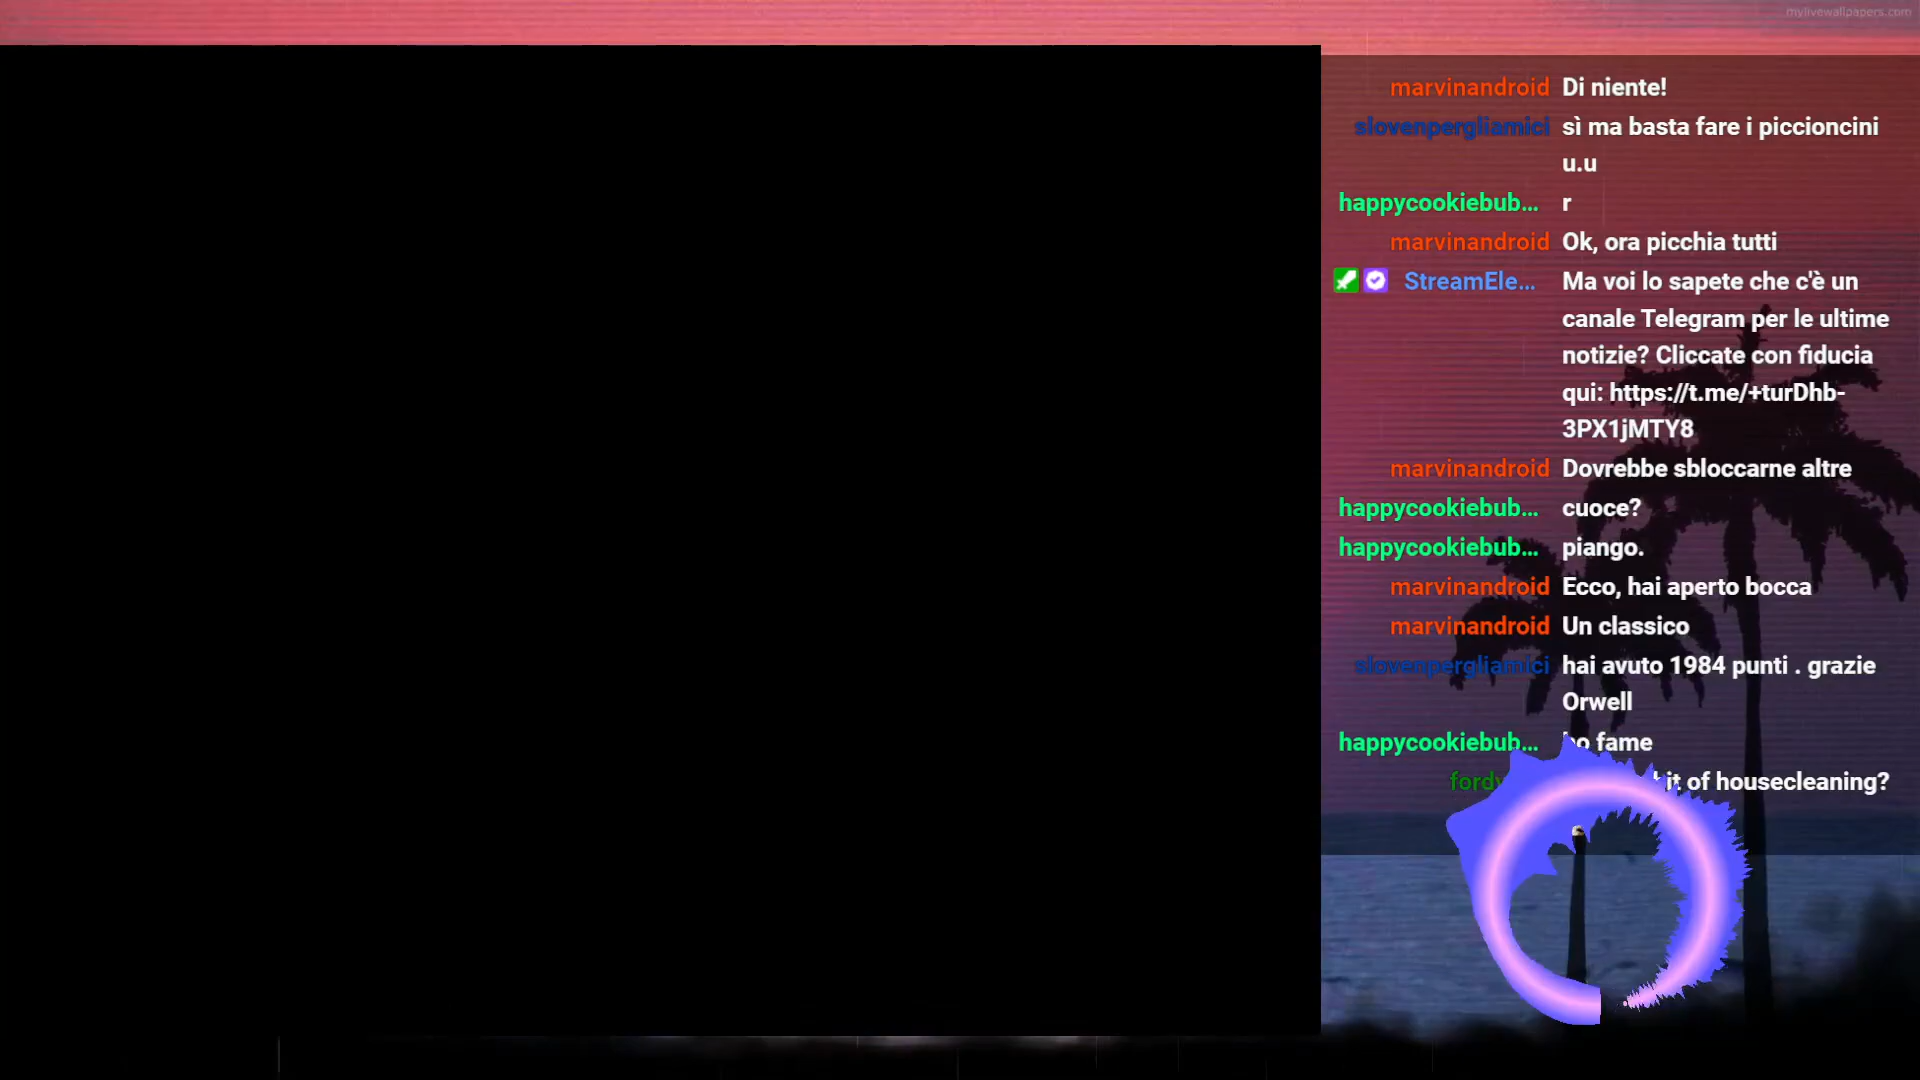 mylivewallpapers.com
marvinandroid Di niente!
slovenpergliamici sì ma basta fare i piccioncini
u.u
happycookiebub... r
marvinandroid Ok, ora picchia tutti
StreamEle... Ma voi lo sapete che c'è un
canale Telegram per le ultime
notizie? Cliccate con fiducia
qui: https://t.me/+turDhb-
3PX1jMTY8
marvinandroid Dovrebbe sbloccarne altre
happycookiebub... cuoce?
happycookiebub... piango.
marvinandroid Ecco, hai aperto bocca
marvinandroid Un classico
slovenpergliamici hai avuto 1984 punti . grazie
Orwell
happycookiebub... ho fame
bit of housecleaning?